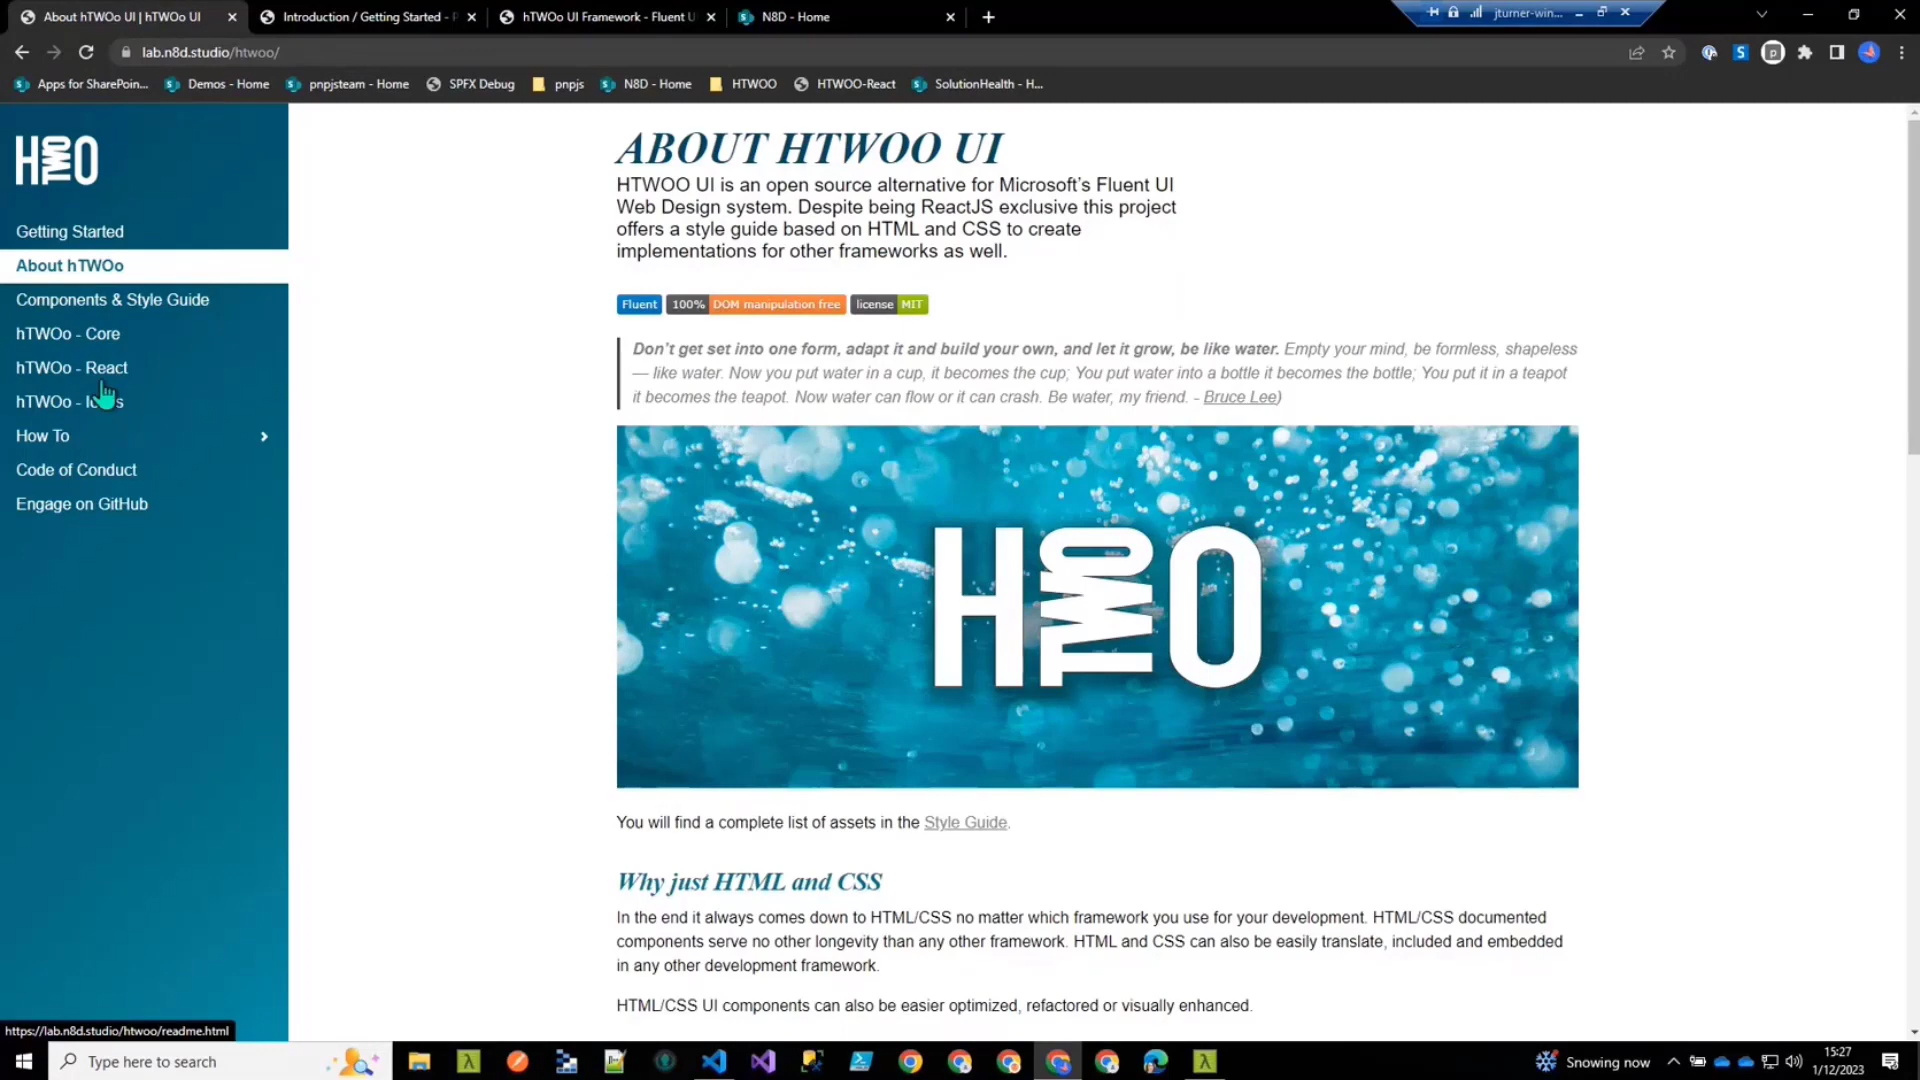 About hTWOo UI | hTWOo UI
Introduction / Getting Started - P
hTWOo UI Framework - Fluent U
N8D - Home
jturner-win...
lab.n8d.studio/htwoo/
Apps for SharePoin...
Demos - Home
pnpjsteam - Home
SPFX Debug
pnpjs
N8D - Home
HTWOO
HTWOO-React
SolutionHealth - H...
HTWOO
Getting Started
About hTWOo
Components & Style Guide
hTWOo - Core
hTWOo - React
hTWOo -
How To
Code of Conduct
Engage on GitHub
ABOUT HTWOO UI
HTWOO UI is an open source alternative for Microsoft's Fluent UI
Web Design system. Despite being ReactJS exclusive this project
offers a style guide based on HTML and CSS to create
implementations for other frameworks as well.
Fluent 100% DOM manipulation free license MIT
Don't get set into one form, adapt it and build your own, and let it grow, be like water. Empty your mind, be formless, shapeless
— like water. Now you put water in a cup, it becomes the cup; You put water into a bottle it becomes the bottle; You put it in a teapot
it becomes the teapot. Now water can flow or it can crash. Be water, my friend. - Bruce Lee)
HTWOO
You will find a complete list of assets in the Style Guide.
Why just HTML and CSS
In the end it always comes down to HTML/CSS no matter which framework you use for your development. HTML/CSS documented
components serve no other longevity than any other framework. HTML and CSS can also be easily translate, included and embedded
in any other development framework.
HTML/CSS UI components can also be easier optimized, refactored or visually enhanced.
https://lab.n8d.studio/htwoo/readme.html
Type here to search
Snowing now
15:27
1/12/2023